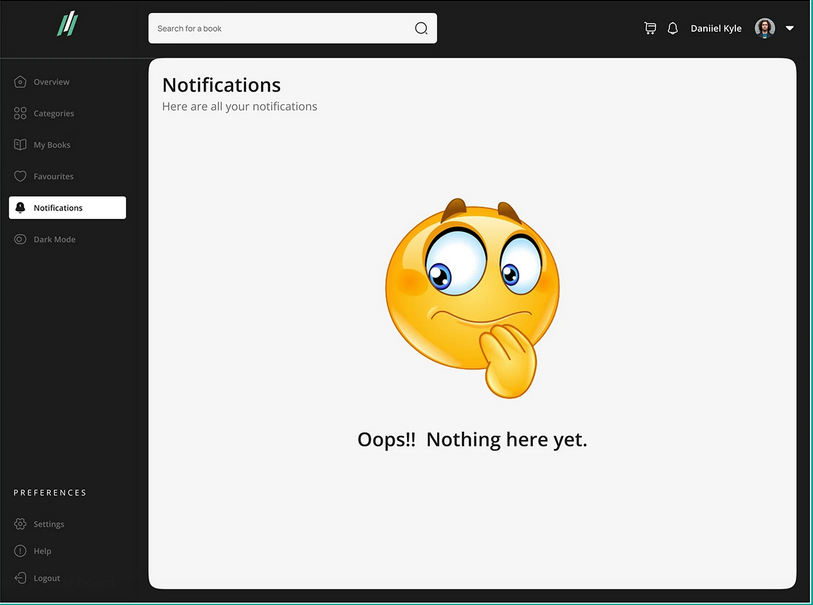 Search for a book
Daniiel Kyle
Overview
Categories
My Books
Favourites
Notifications
Dark Mode
PREFERENCES
Settings
Help
Logout
Notifications
Here are all your notifications
Oops!! Nothing here yet.